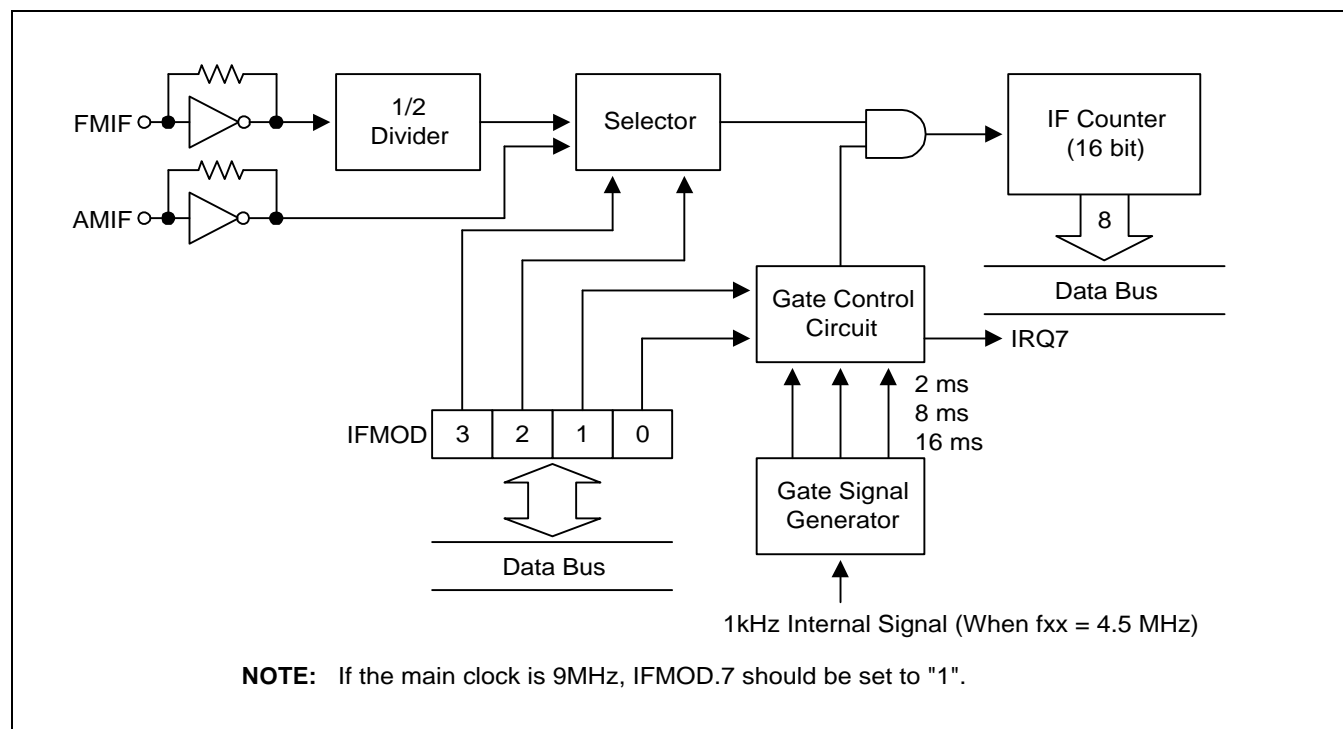 FMIF
1/2
Divider
Selector
IF Counter
(16 bit)
AMIF
8
Data Bus
Gate Control
Circuit
IRQ7
2 ms
8 ms
16 ms
IFMOD
3 2 1 0
Gate Signal
Generator
Data Bus
1kHz Internal Signal (When fxx = 4.5 MHz)
NOTE: If the main clock is 9MHz, IFMOD.7 should be set to "1".